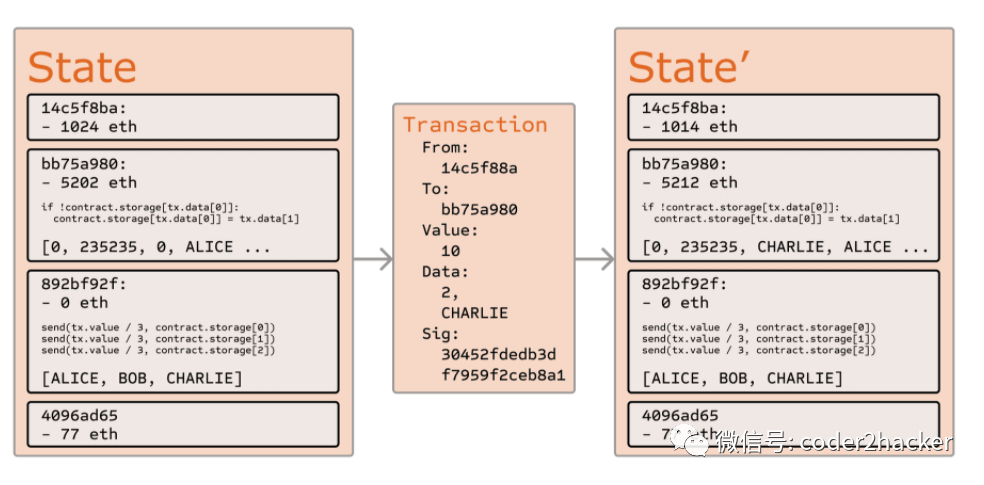 State
14c5f8ba:
- 1024 eth
bb75a980:
- 5202 eth
if !contract.storage[tx.data[0]]:
contract.storage[tx.data[0]] = tx.data[1]
[0, 235235, 0, ALICE ...
892bf92f:
- 0 eth
send(tx.value / 3, contract.storage[0])
send(tx.value / 3, contract.storage[1])
send(tx.value / 3, contract.storage[2])
[ALICE, BOB, CHARLIE]
4096ad65
- 77 eth
Transaction
From:
14c5f88a
To:
bb75a980
Value:
10
Data:
2,
CHARLIE
Sig:
30452fdedb3d
f7959f2ceb8a1
State’
14c5f8ba:
- 1014 eth
bb75a980:
- 5212 eth
if !contract.storage[tx.data[0]]:
contract.storage[tx.data[0]] = tx.data[1]
[0, 235235, CHARLIE, ALICE ...
892bf92f:
- 0 eth
send(tx.value / 3, contract.storage[0])
send(tx.value / 3, contract.storage[1])
send(tx.value / 3, contract.storage[2])
[ALICE, BOB, CHARLIE]
4096ad65
微信号: coder2hacker